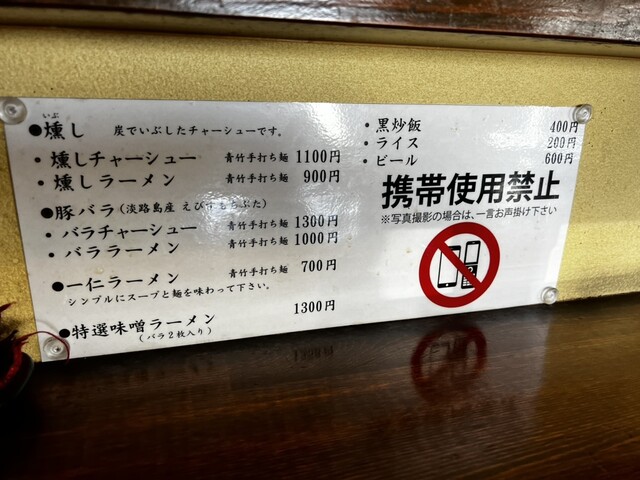 いぶ
●燻し 炭でいぶしたチャーシューです。
・燻しチャーシュー 青竹手打ち麺 1100円
・燻しラーメン 青竹手打ち麺 900円
●豚バラ(淡路島産 えびすもちぶた)
・バラチャーシュー 青竹手打ち麺 1300円
・バララーメン 青竹手打ち麺 1000円
●一仁ラーメン 青竹手打ち麺 700円
シンプルにスープと麺を味わって下さい。
●特選味噌ラーメン 1300円
(バラ2枚入り)
・黒炒飯 400円
・ライス 200円
・ビール 600円
携帯使用禁止
※写真撮影の場合は、一言お声掛け下さい